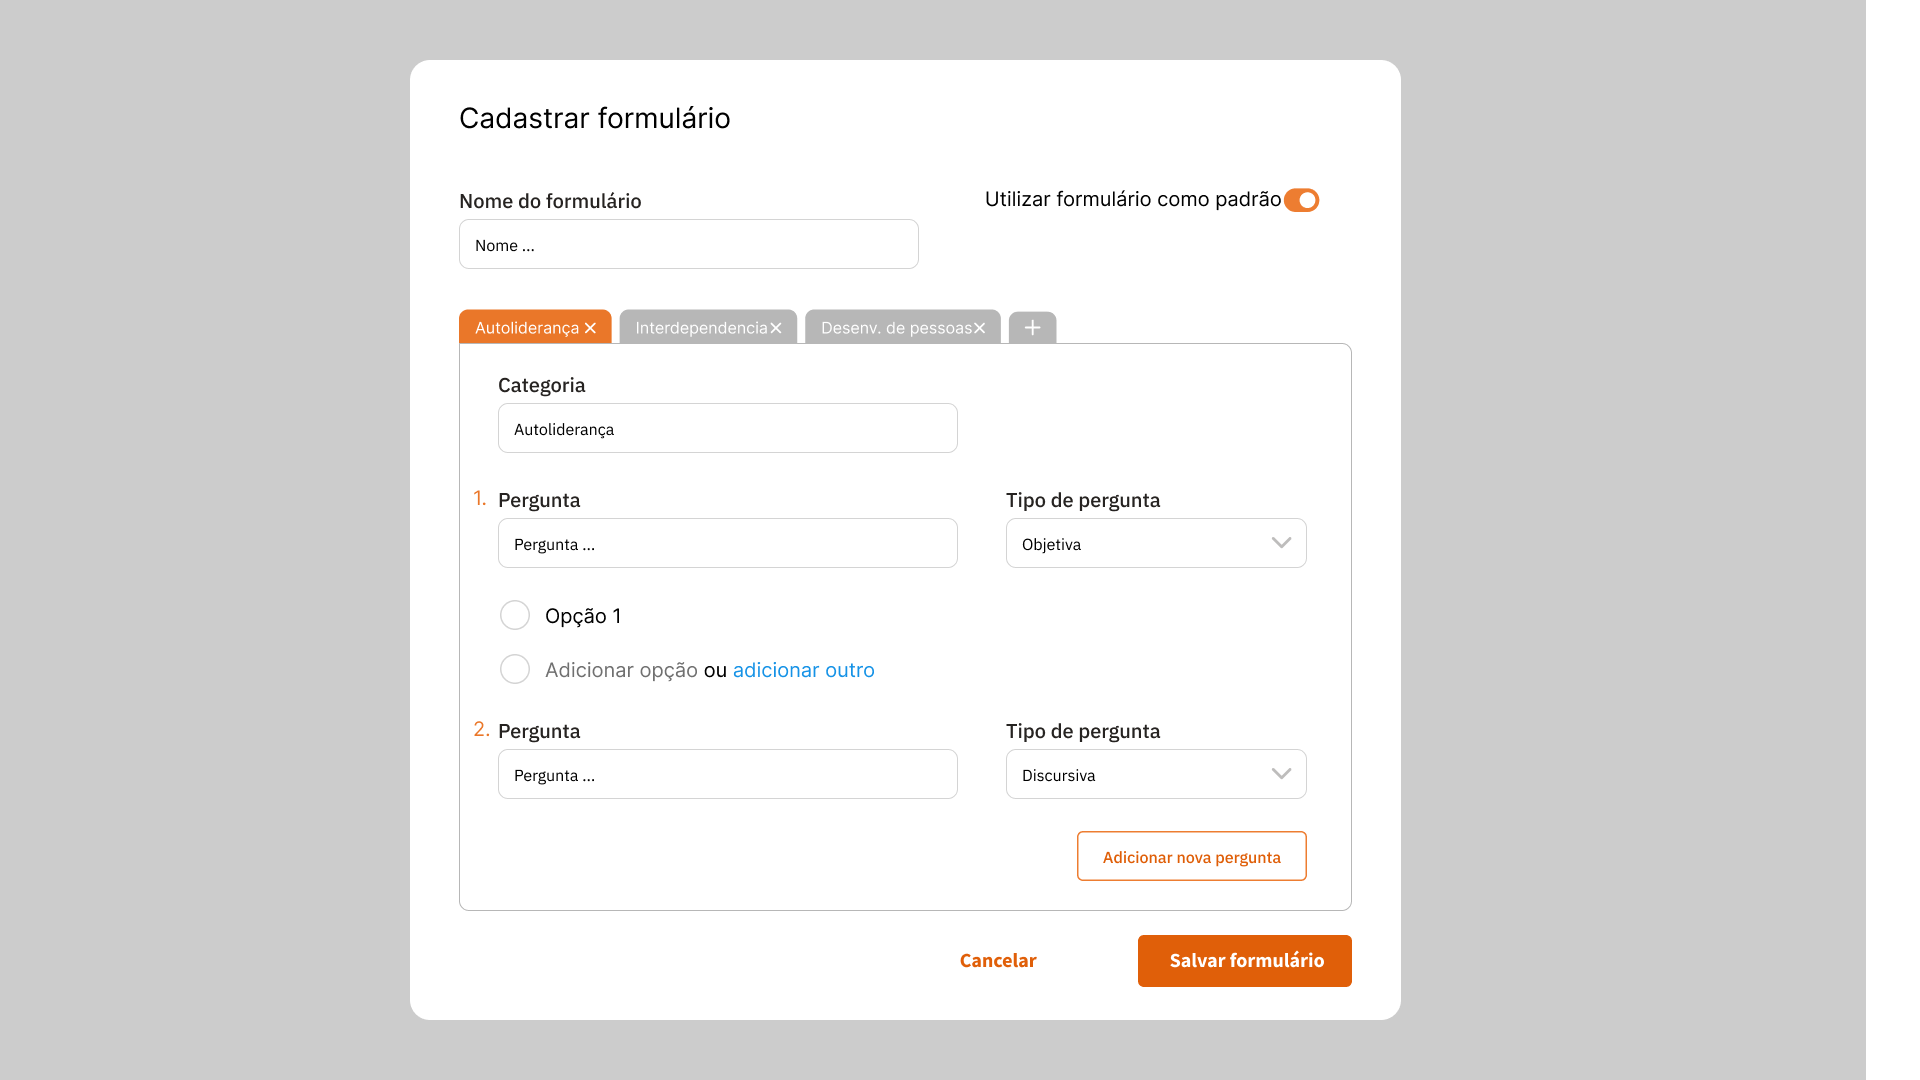 Cadastrar formulário
Nome do formulário
Utilizar formulário como padrão
Nome ...
Autoliderança
Interdependencia
Desenv. de pessoas
Categoria
Autoliderança
1. Pergunta
Tipo de pergunta
Pergunta ...
Objetiva
Opção 1
Adicionar opção ou adicionar outro
2. Pergunta
Tipo de pergunta
Pergunta ...
Discursiva
Adicionar nova pergunta
Cancelar
Salvar formulário